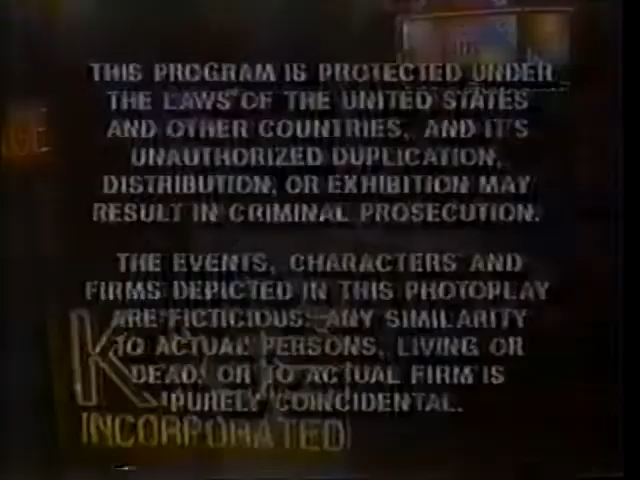 THIS PROGRAM IS PROTECTED UNDER
THE LAWS OF THE UNITED STATES
AND OTHER COUNTRIES, AND IT'S
UNAUTHORIZED DUPLICATION,
DISTRIBUTION, OR EXHIBITION MAY
RESULT IN CRIMINAL PROSECUTION.
THE EVENTS, CHARACTERS AND
FIRMS DEPICTED IN THIS PHOTOPLAY
ARE FICTICIOUS. ANY SIMILARITY
TO ACTUAL PERSONS, LIVING OR
DEAD, OR TO ACTUAL FIRM IS
PURELY COINCIDENTAL.
INCORPORATED